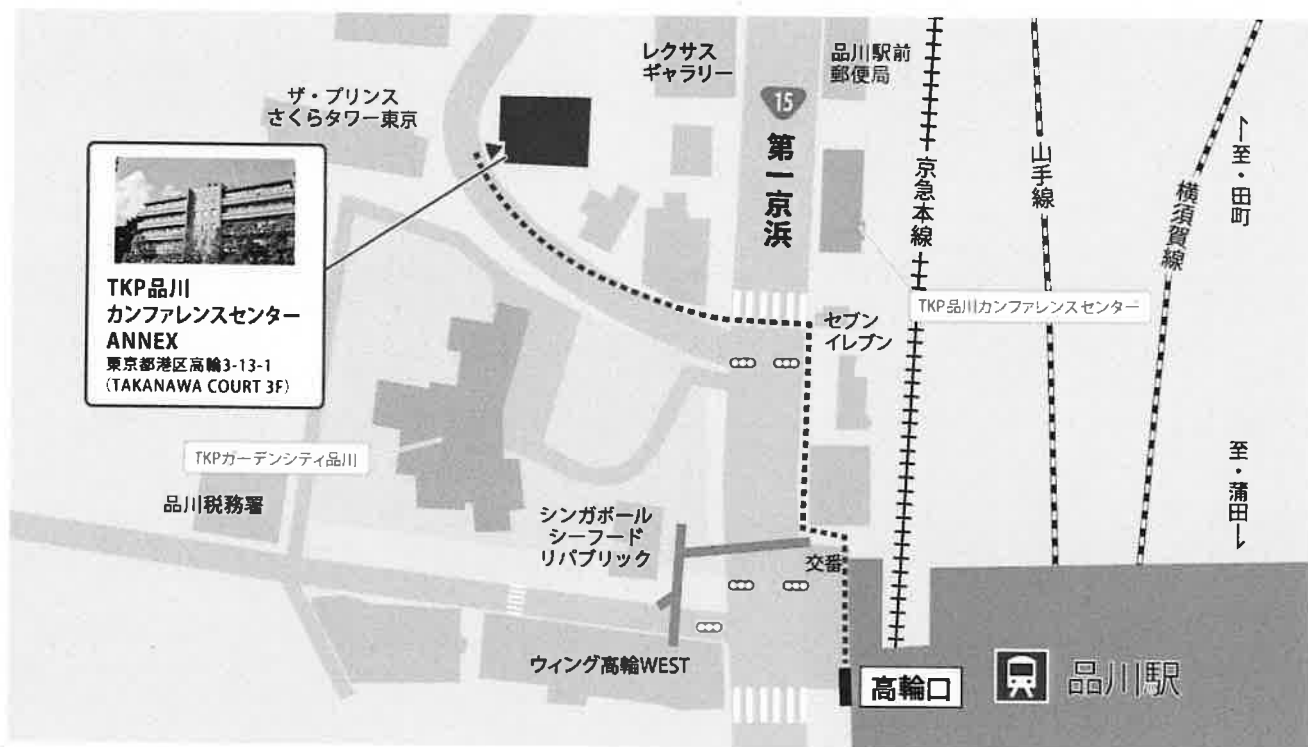 レクサス
ギャラリー
品川駅前
郵便局
ザ・プリンス
さくらタワー東京
15
第一京浜
京急本線
山手線
横須賀線
至・田町
TKP品川
カンファレンスセンター
ANNEX
東京都港区高輪3-13-1
(TAKANAWA COURT 3F)
TKP品川カンファレンスセンター
セブン
イレブン
TKPガーデンシティ品川
品川税務署
シンガポール
シーフード
リパブリック
至・蒲田
交番
ウィング高輪WEST
高輪口
品川駅